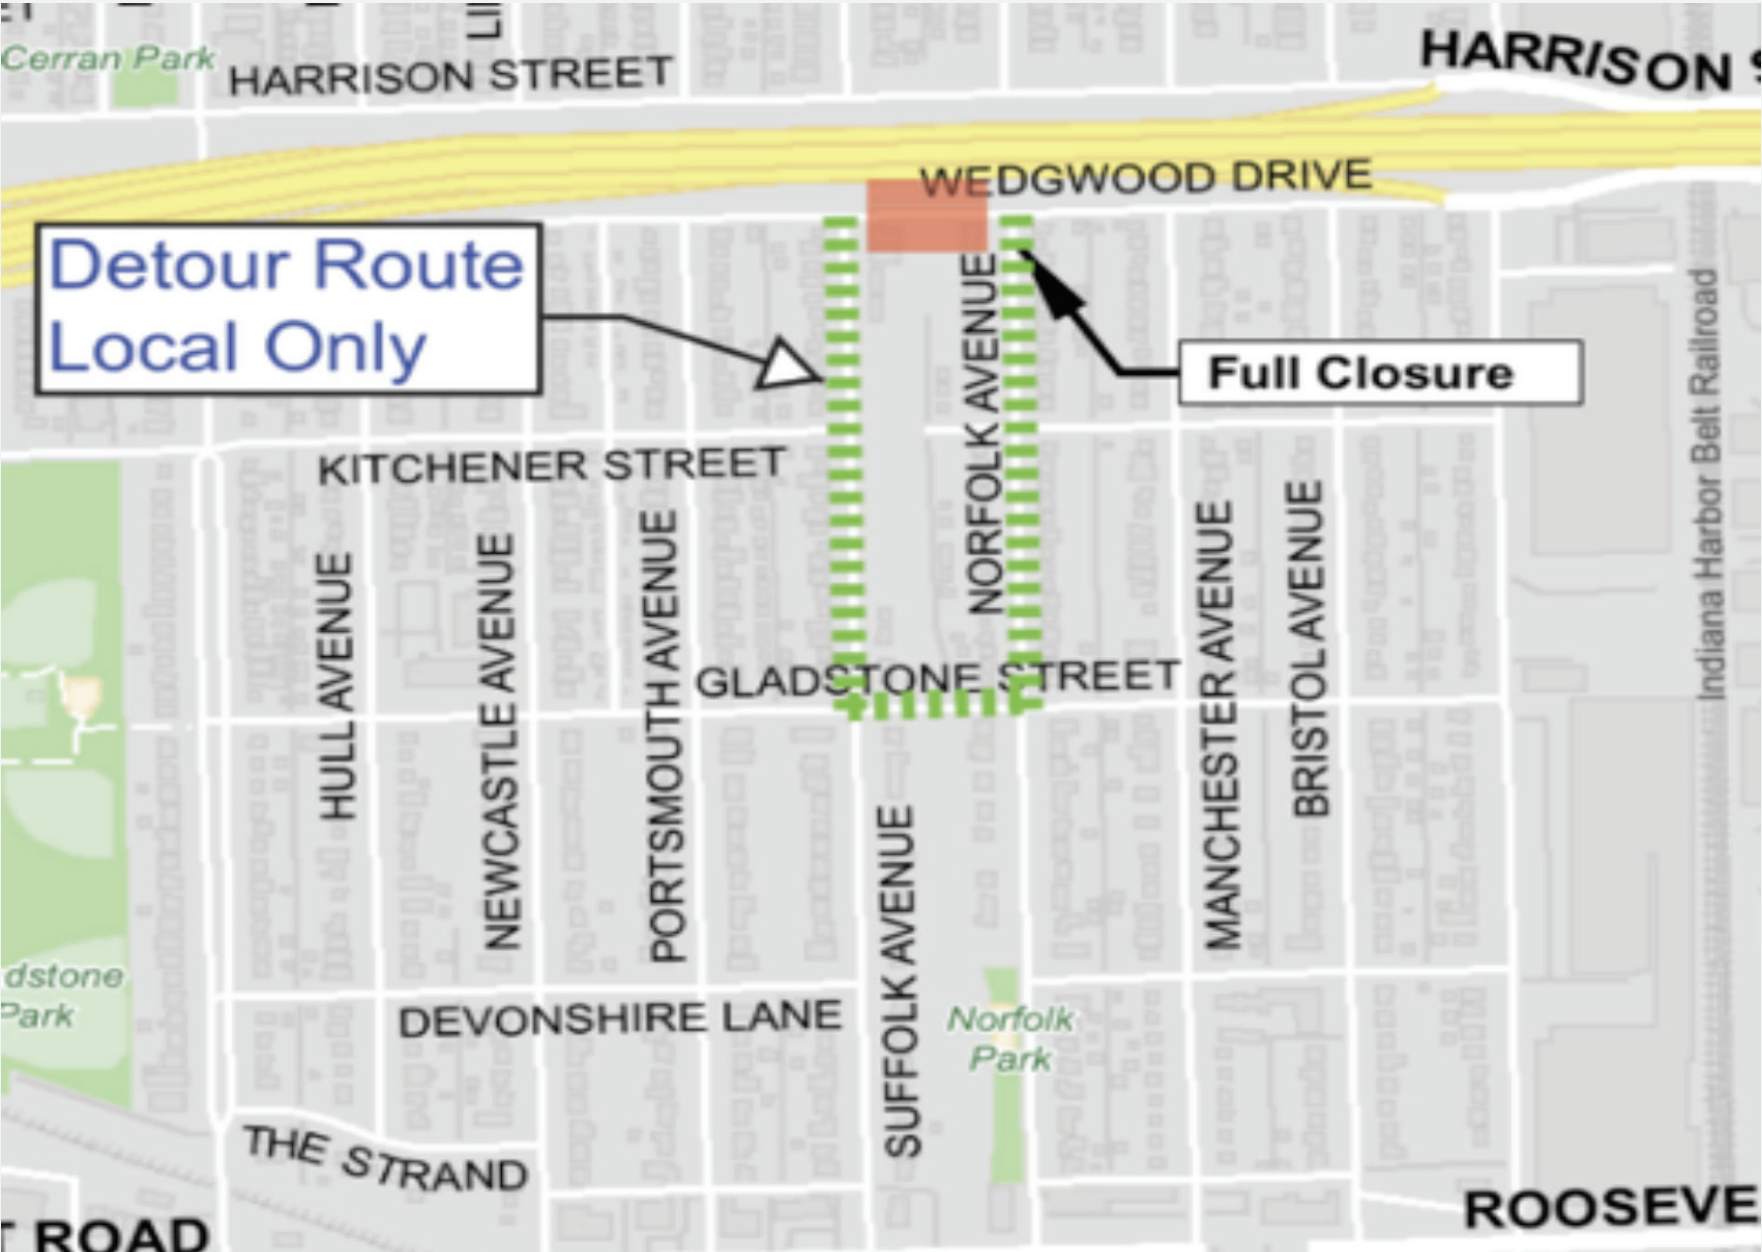 Cerran Park
HARRISON STREET
HARRISON
WEDGWOOD DRIVE
Detour Route
Local Only
Full Closure
NORFOLK AVENUE
Indiana Harbor Belt Railroad
KITCHENER STREET
HULL AVENUE
NEWCASTLE AVENUE
PORTSMOUTH AVENUE
MANCHESTER AVENUE
BRISTOL AVENUE
GLADSTONE STREET
SUFFOLK AVENUE
dstone
Park
DEVONSHIRE LANE
Norfolk
Park
THE STRAND
ROOSEVE
T ROAD